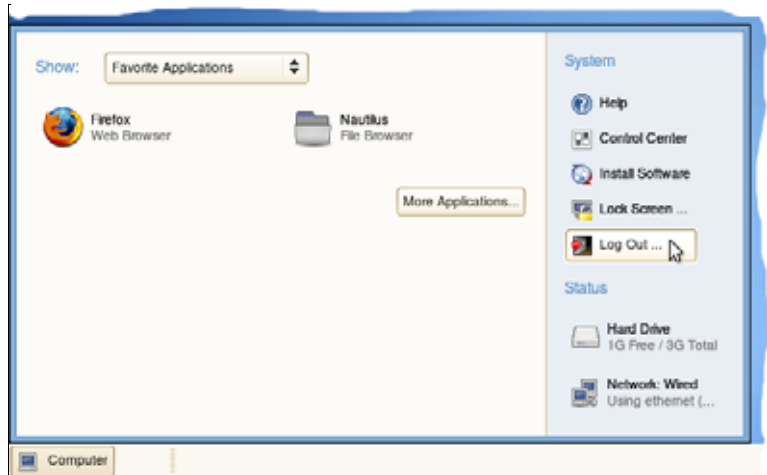 Show: Favorite Applications
Firefox
Web Browser
Nautilus
File Browser
More Applications...
System
Help
Control Center
Install Software
Lock Screen ...
Log Out ...
Status
Hard Drive
1G Free / 3G Total
Network: Wired
Using ethernet (...
Computer